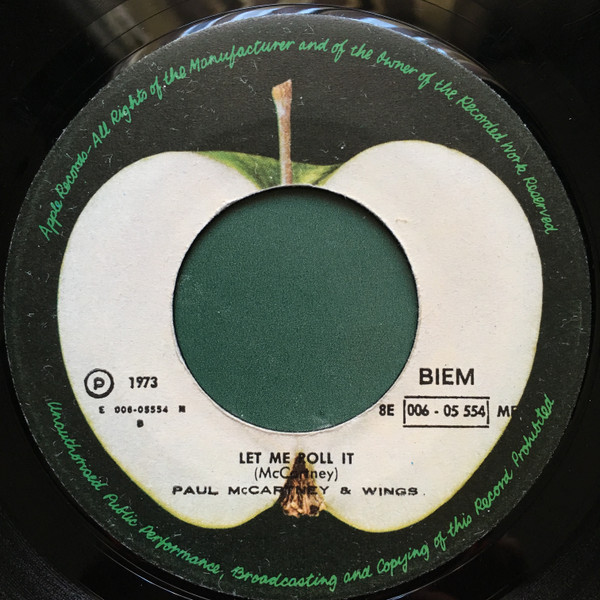 Apple Records-All Rights of the Manufacturer and of the Owner of the Recorded Work Reserved
℗ 1973
E 006-05554 M
B
BIEM
8E 006 - 05 554
LET ME ROLL IT
(McCartney)
PAUL McCARTNEY & WINGS
Unauthorised Public Performance, Broadcasting and Copying of this Record Prohibited